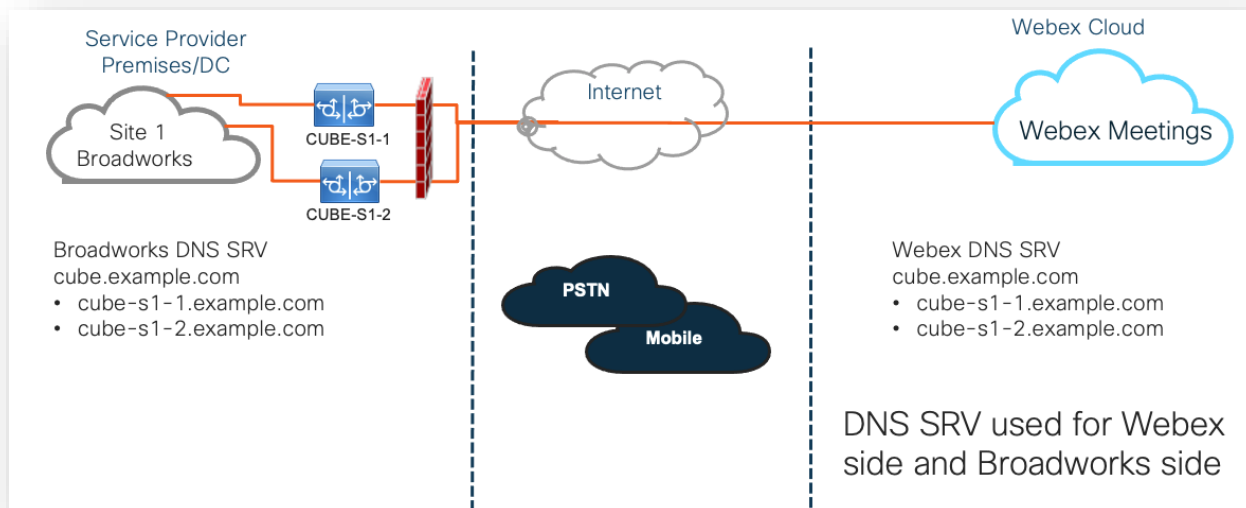 Service Provider
Premises/DC
Site 1
Broadworks
CUBE-S1-1
CUBE-S1-2
Broadworks DNS SRV
cube.example.com
• cube-s1-1.example.com
• cube-s1-2.example.com
Internet
PSTN
Mobile
Webex Cloud
Webex Meetings
Webex DNS SRV
cube.example.com
• cube-s1-1.example.com
• cube-s1-2.example.com
DNS SRV used for Webex
side and Broadworks side